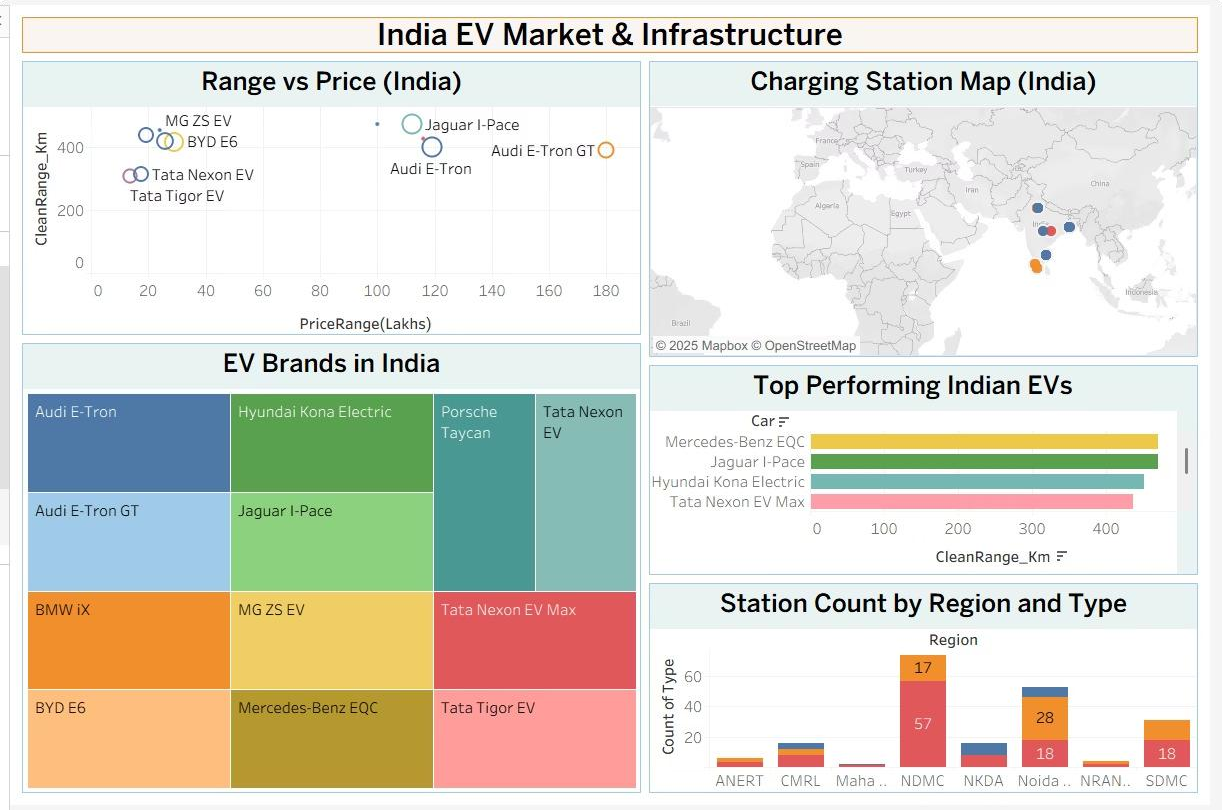 India EV Market & Infrastructure
Range vs Price (India)
CleanRange_Km
400
200
0
MG ZS EV
BYD E6
Tata Nexon EV
Tata Tigor EV
Jaguar I-Pace
Audi E-Tron
Audi E-Tron GT
0 20 40 60 80 100 120 140 160 180
PriceRange(Lakhs)
Charging Station Map (India)
France
Spain
Turkey
Iran
China
Algeria
Egypt
Indonesia
Brazil
© 2025 Mapbox © OpenStreetMap
EV Brands in India
Audi E-Tron
Hyundai Kona Electric
Porsche
Taycan
Tata Nexon
EV
Audi E-Tron GT
Jaguar I-Pace
BMW iX
MG ZS EV
Tata Nexon EV Max
BYD E6
Mercedes-Benz EQC
Tata Tigor EV
Top Performing Indian EVs
Car
Mercedes-Benz EQC
Jaguar I-Pace
Hyundai Kona Electric
Tata Nexon EV Max
0 100 200 300 400
CleanRange_Km
Station Count by Region and Type
Region
Count of Type
60
40
20
17
57
28
18
18
ANERT CMRL Maha .. NDMC NKDA Noida .. NRAN.. SDMC